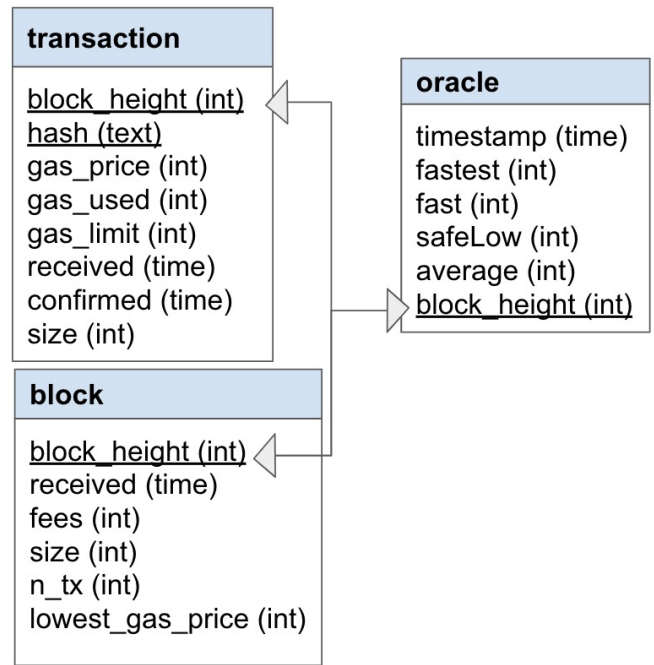 transaction
block_height (int)
hash (text)
gas_price (int)
gas_used (int)
gas_limit (int)
received (time)
confirmed (time)
size (int)
oracle
timestamp (time)
fastest (int)
fast (int)
safeLow (int)
average (int)
block_height (int)
block
block_height (int)
received (time)
fees (int)
size (int)
n_tx (int)
lowest_gas_price (int)